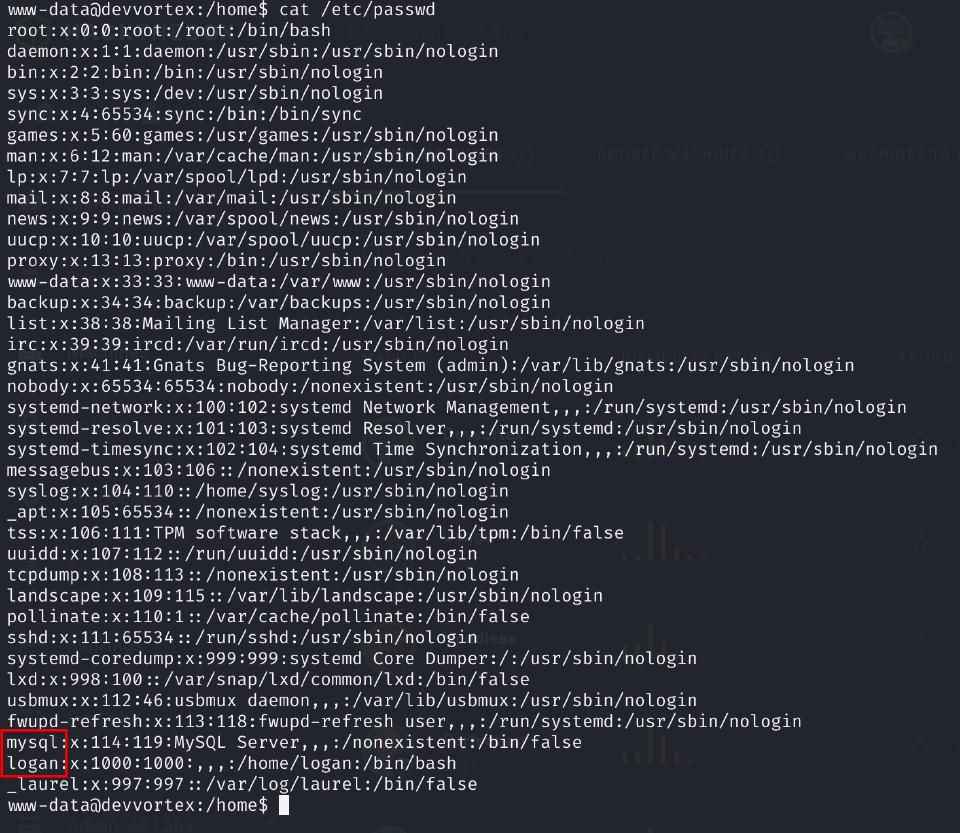 www-data@devvortex:/home$ cat /etc/passwd
root:x:0:0:root:/root:/bin/bash
daemon:x:1:1:daemon:/usr/sbin:/usr/sbin/nologin
bin:x:2:2:bin:/bin:/usr/sbin/nologin
sys:x:3:3:sys:/dev:/usr/sbin/nologin
sync:x:4:65534:sync:/bin:/bin/sync
games:x:5:60:games:/usr/games:/usr/sbin/nologin
man:x:6:12:man:/var/cache/man:/usr/sbin/nologin
lp:x:7:7:lp:/var/spool/lpd:/usr/sbin/nologin
mail:x:8:8:mail:/var/mail:/usr/sbin/nologin
news:x:9:9:news:/var/spool/news:/usr/sbin/nologin
uucp:x:10:10:uucp:/var/spool/uucp:/usr/sbin/nologin
proxy:x:13:13:proxy:/bin:/usr/sbin/nologin
www-data:x:33:33:www-data:/var/www:/usr/sbin/nologin
backup:x:34:34:backup:/var/backups:/usr/sbin/nologin
list:x:38:38:Mailing List Manager:/var/list:/usr/sbin/nologin
irc:x:39:39:ircd:/var/run/ircd:/usr/sbin/nologin
gnats:x:41:41:Gnats Bug-Reporting System (admin):/var/lib/gnats:/usr/sbin/nologin
nobody:x:65534:65534:nobody:/nonexistent:/usr/sbin/nologin
systemd-network:x:100:102:systemd Network Management,,,:/run/systemd:/usr/sbin/nologin
systemd-resolve:x:101:103:systemd Resolver,,,:/run/systemd:/usr/sbin/nologin
systemd-timesync:x:102:104:systemd Time Synchronization,,,:/run/systemd:/usr/sbin/nologin
messagebus:x:103:106::/nonexistent:/usr/sbin/nologin
syslog:x:104:110::/home/syslog:/usr/sbin/nologin
_apt:x:105:65534::/nonexistent:/usr/sbin/nologin
tss:x:106:111:TPM software stack,,,:/var/lib/tpm:/bin/false
uuidd:x:107:112::/run/uuidd:/usr/sbin/nologin
tcpdump:x:108:113::/nonexistent:/usr/sbin/nologin
landscape:x:109:115::/var/lib/landscape:/usr/sbin/nologin
pollinate:x:110:1::/var/cache/pollinate:/bin/false
sshd:x:111:65534::/run/sshd:/usr/sbin/nologin
systemd-coredump:x:999:999:systemd Core Dumper:/:/usr/sbin/nologin
lxd:x:998:100::/var/snap/lxd/common/lxd:/bin/false
usbmux:x:112:46:usbmux daemon,,,:/var/lib/usbmux:/usr/sbin/nologin
fwupd-refresh:x:113:118:fwupd-refresh user,,,:/run/systemd:/usr/sbin/nologin
mysql:x:114:119:MySQL Server,,,:/nonexistent:/bin/false
logan:x:1000:1000:,,,:/home/logan:/bin/bash
_laurel:x:997:997::/var/log/laurel:/bin/false
www-data@devvortex:/home$
Search Hack The Box
RETIRED MACHINES
MACHINES TO
RATING
Advanced Labs